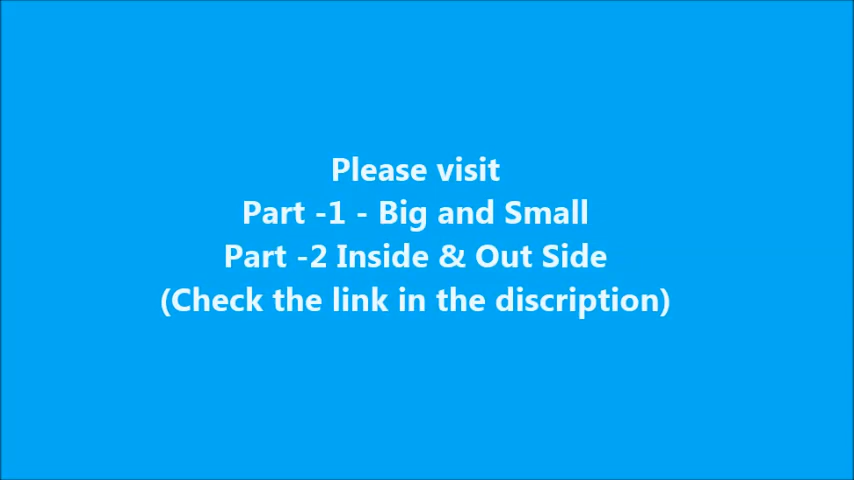 Please visit
Part -1 - Big and Small
Part -2 Inside & Out Side
(Check the link in the discription)